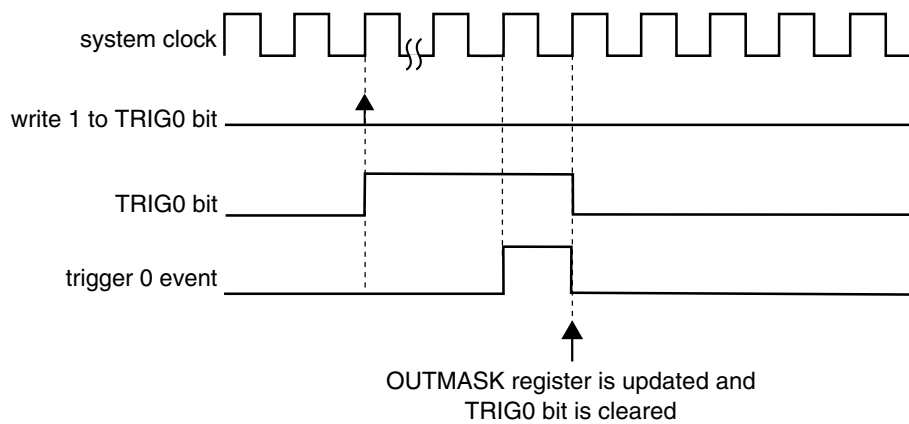 system clock
write 1 to TRIG0 bit
TRIG0 bit
trigger 0 event
OUTMASK register is updated and
TRIG0 bit is cleared